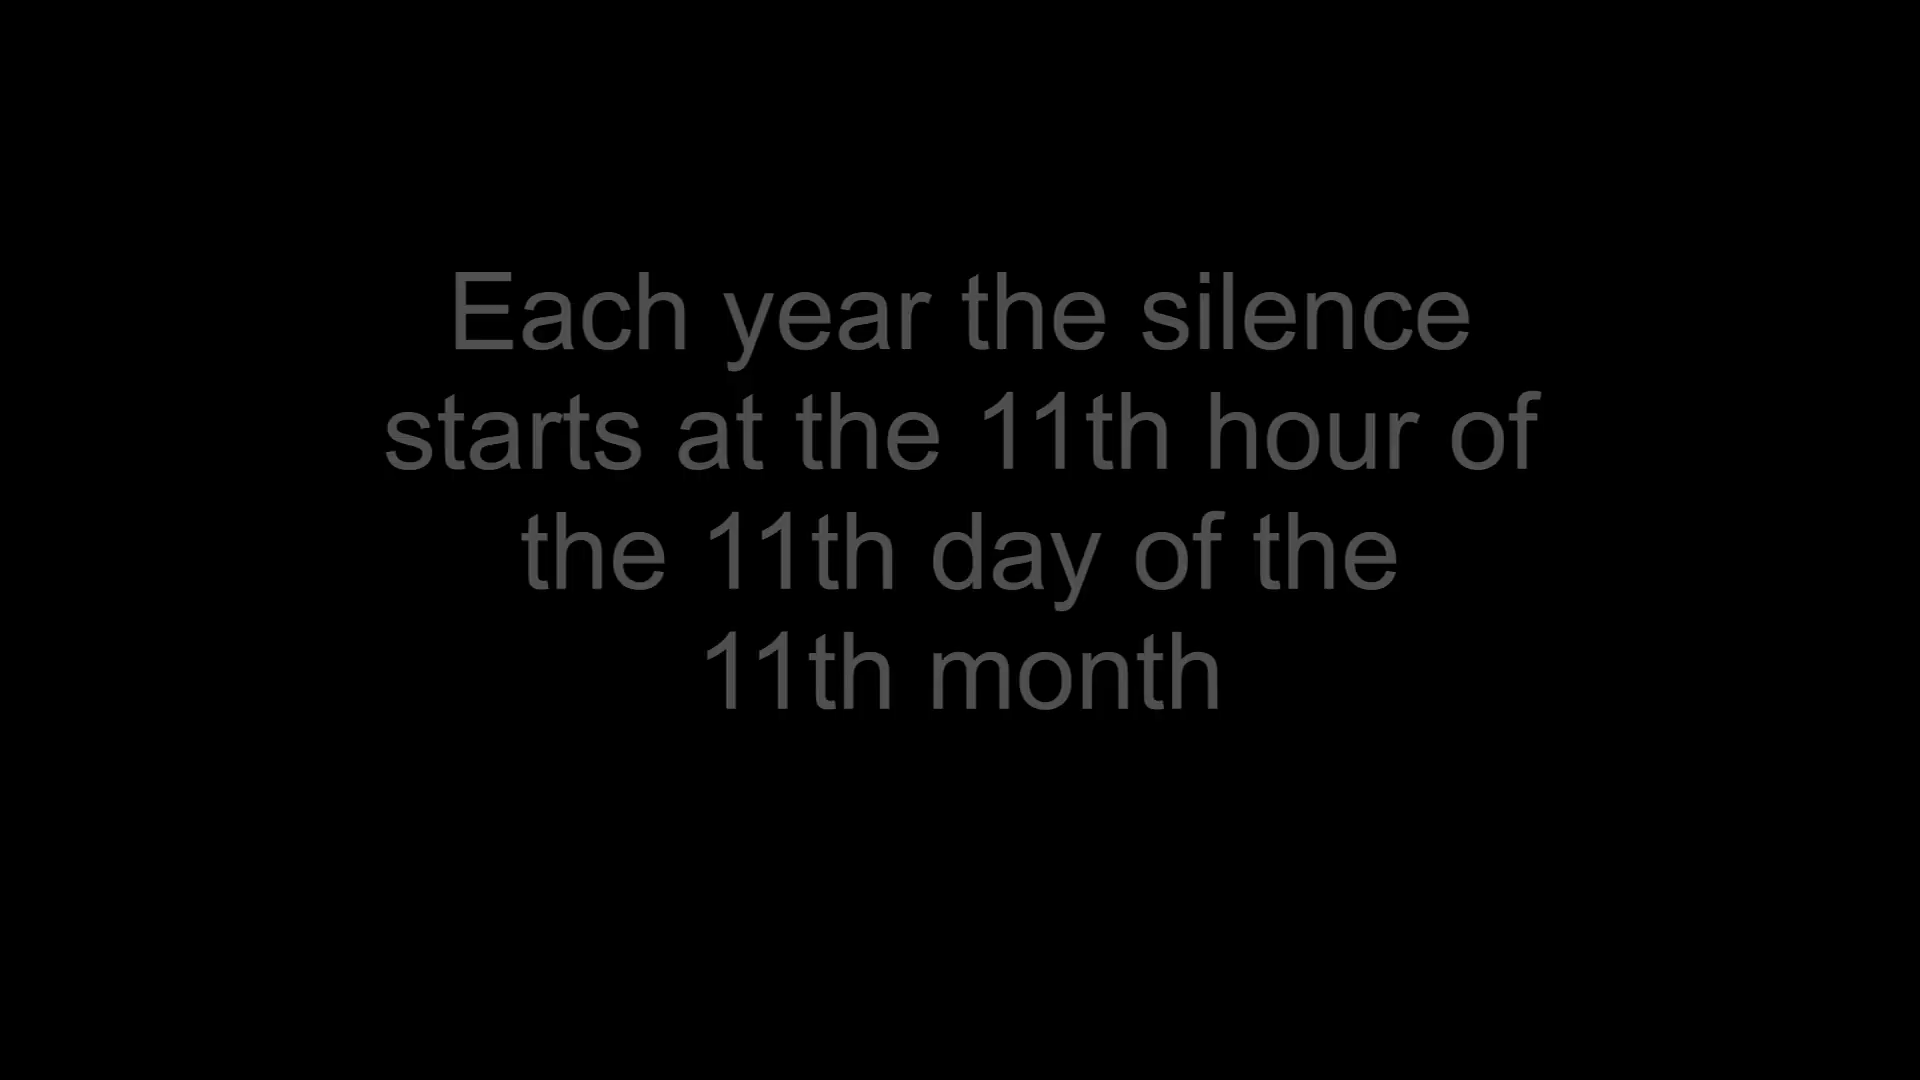 Each year the silence
starts at the 11th hour of
the 11th day of the
11th month